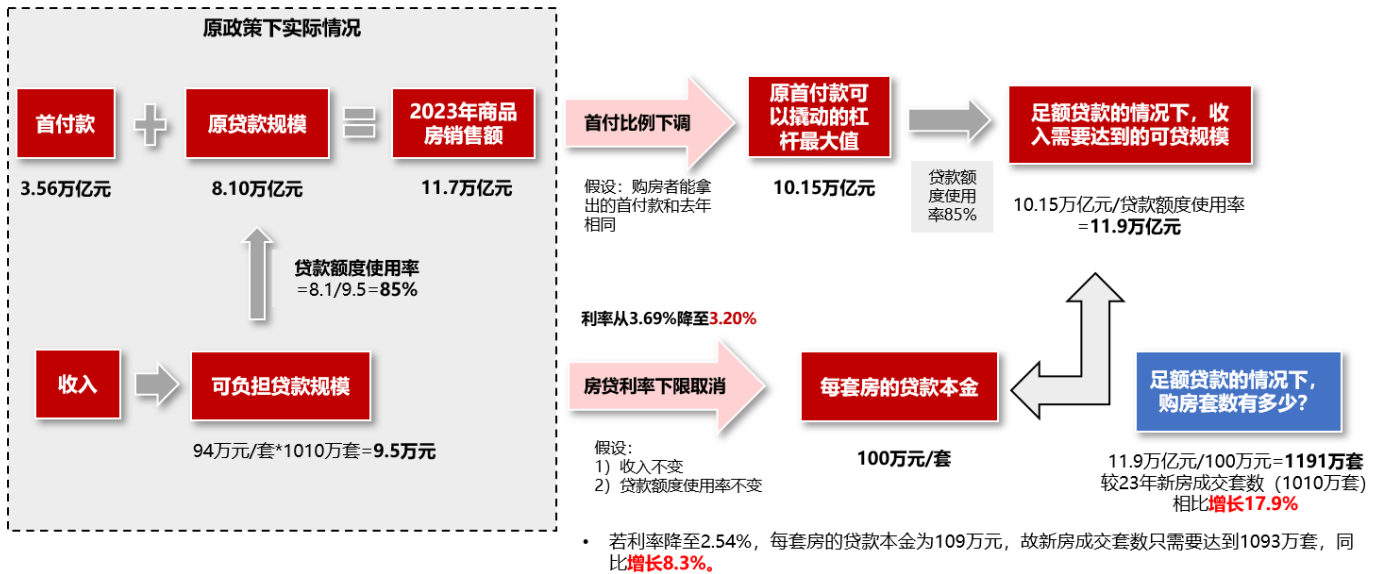 原政策下实际情况
首付款
原贷款规模
2023年商品
房销售额
3.56万亿元
8.10万亿元
11.7万亿元
贷款额度使用率
=8.1/9.5=85%
收入
可负担贷款规模
94万元/套*1010万套=9.5万元
首付比例下调
假设：购房者能拿
出的首付款和去年
相同
原首付款可
以撬动的杠
杆最大值
10.15万亿元
贷款额
度使用
率85%
足额贷款的情况下，收
入需要达到的可贷规模
10.15万亿元/贷款额度使用率
=11.9万亿元
利率从3.69%降至3.20%
房贷利率下限取消
假设：
1）收入不变
2）贷款额度使用率不变
每套房的贷款本金
100万元/套
足额贷款的情况下，
购房套数有多少？
11.9万亿元/100万元=1191万套
较23年新房成交套数（1010万套）
相比增长17.9%
• 若利率降至2.54%，每套房的贷款本金为109万元，故新房成交套数只需要达到1093万套，同
比增长8.3%。